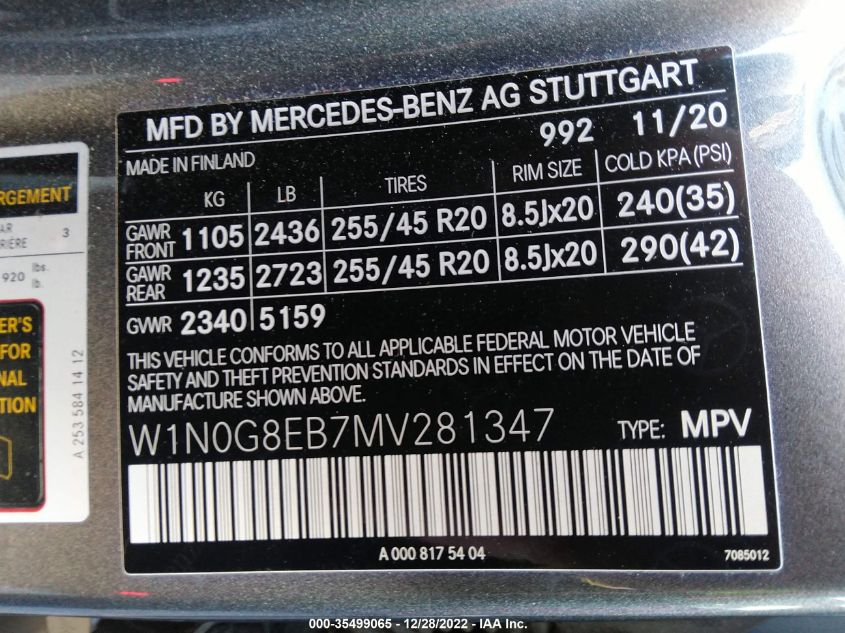 MFD BY MERCEDES-BENZ AG STUTTGART
992 11/20
MADE IN FINLAND
KG LB TIRES RIM SIZE COLD KPA (PSI)
GAWR FRONT 1105 2436 255/45 R20 8.5Jx20 240(35)
GAWR REAR 1235 2723 255/45 R20 8.5Jx20 290(42)
GVWR 2340 5159
THIS VEHICLE CONFORMS TO ALL APPLICABLE FEDERAL MOTOR VEHICLE
SAFETY AND THEFT PREVENTION STANDARDS IN EFFECT ON THE DATE OF
MANUFACTURE SHOWN ABOVE.
W1N0G8EB7MV281347 TYPE: MPV
A 000 817 54 04
7085012
RGEMENT
AR
RIÈRE 3
920 lbs.
lb.
ER'S
FOR
NAL
TION
A 253 584 14 12
000-35499065 - 12/28/2022 - IAA Inc.